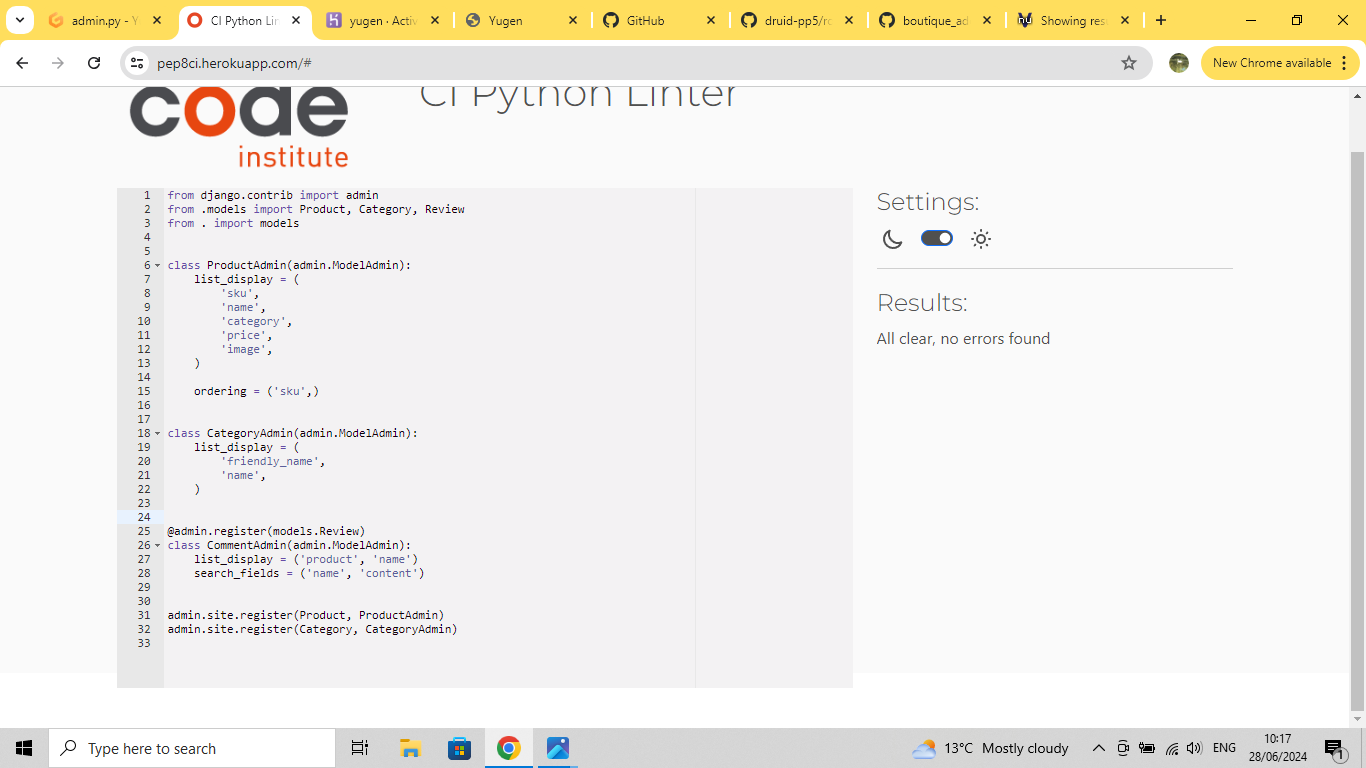 admin.py - Y
CI Python Lin
yugen · Activ
Yugen
GitHub
druid-pp5/ro
boutique_ad
Showing res
pep8ci.herokuapp.com/#
New Chrome available
code
institute
CI Python Linter
1 from django.contrib import admin
2 from .models import Product, Category, Review
3 from . import models
4
5
6 class ProductAdmin(admin.ModelAdmin):
7     list_display = (
8         'sku',
9         'name',
10         'category',
11         'price',
12         'image',
13     )
14
15     ordering = ('sku',)
16
17
18 class CategoryAdmin(admin.ModelAdmin):
19     list_display = (
20         'friendly_name',
21         'name',
22     )
23
24
25 @admin.register(models.Review)
26 class CommentAdmin(admin.ModelAdmin):
27     list_display = ('product', 'name')
28     search_fields = ('name', 'content')
29
30
31 admin.site.register(Product, ProductAdmin)
32 admin.site.register(Category, CategoryAdmin)
33
Settings:
Results:
All clear, no errors found
Type here to search
13°C Mostly cloudy
ENG
10:17
28/06/2024
1